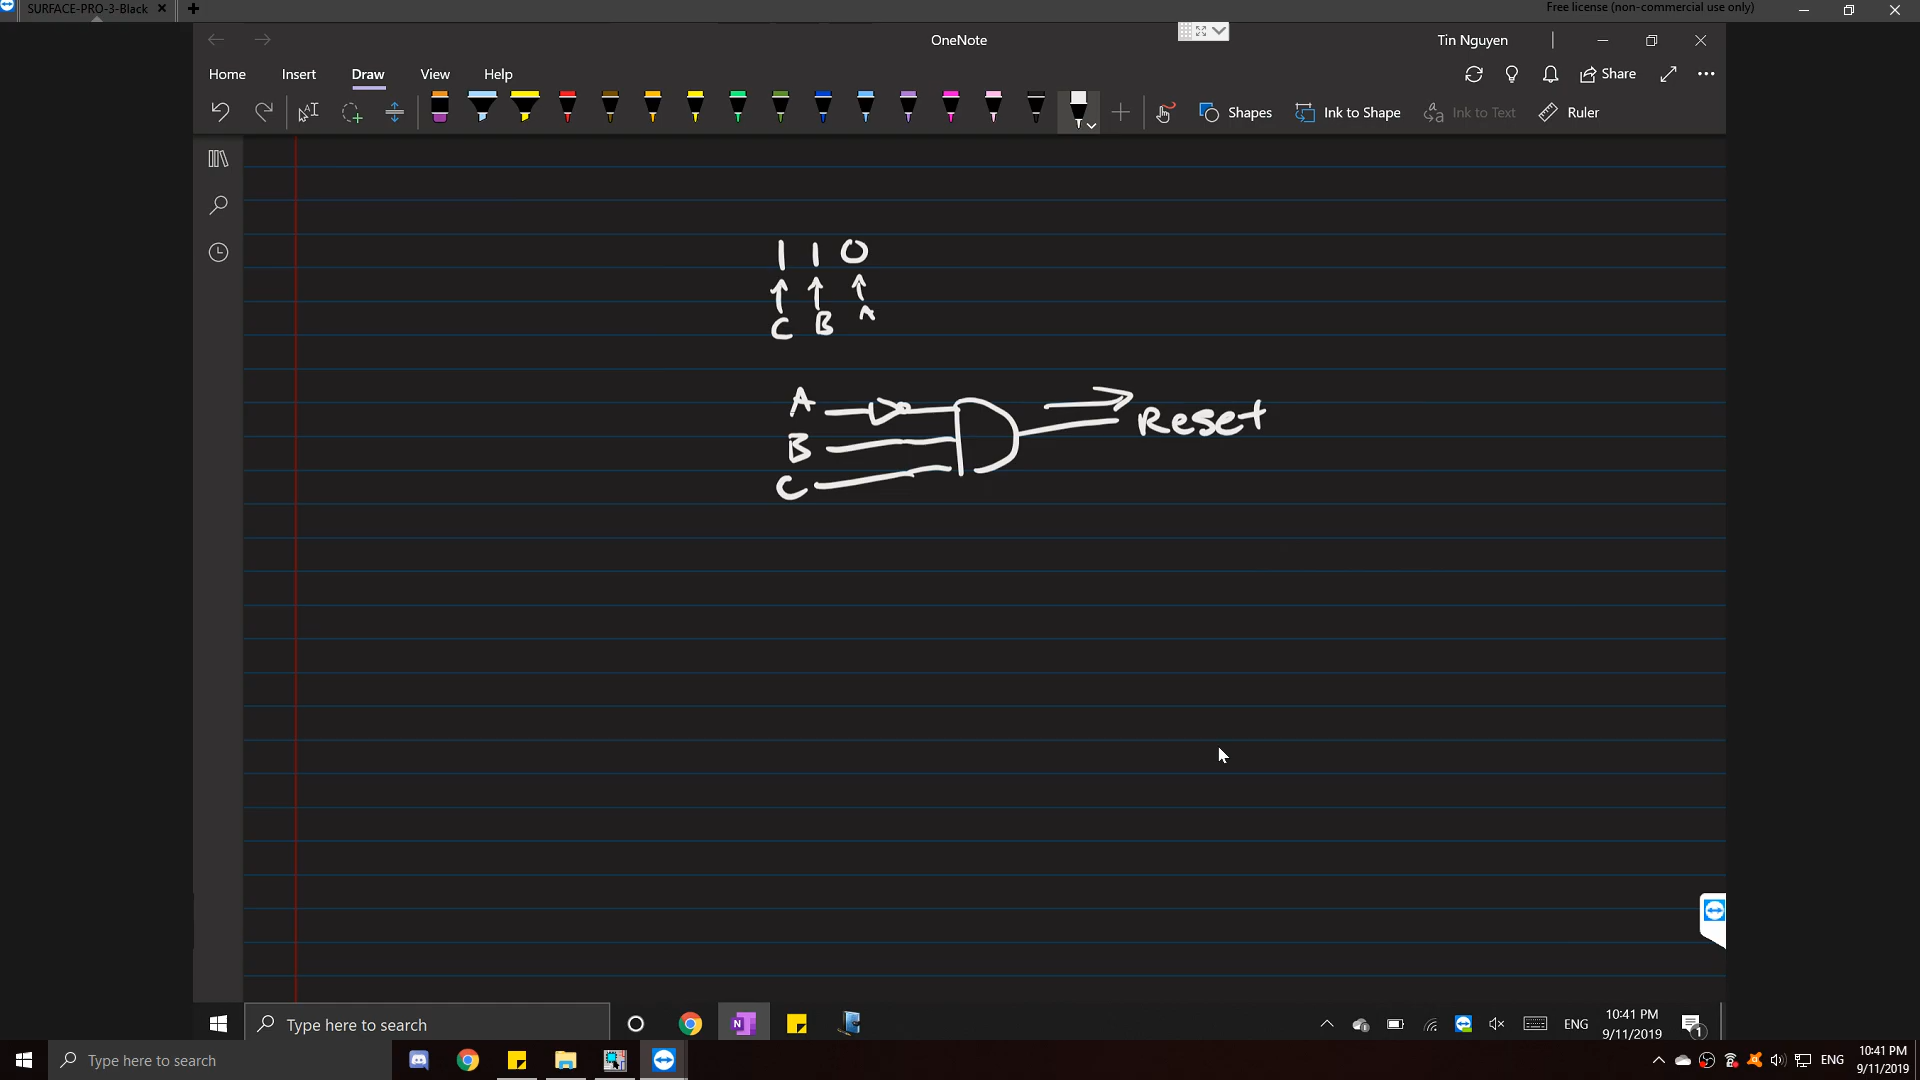 SURFACE-PRO-3-Black
Free license (non-commercial use only)
OneNote
Tin Nguyen
Home Insert Draw View Help
Share
Shapes Ink to Shape Ink to Text Ruler
1 1 0
C B A
A
B
C
Reset
Type here to search
N
ENG
10:41 PM
9/11/2019
1
Type here to search
ENG
10:41 PM
9/11/2019